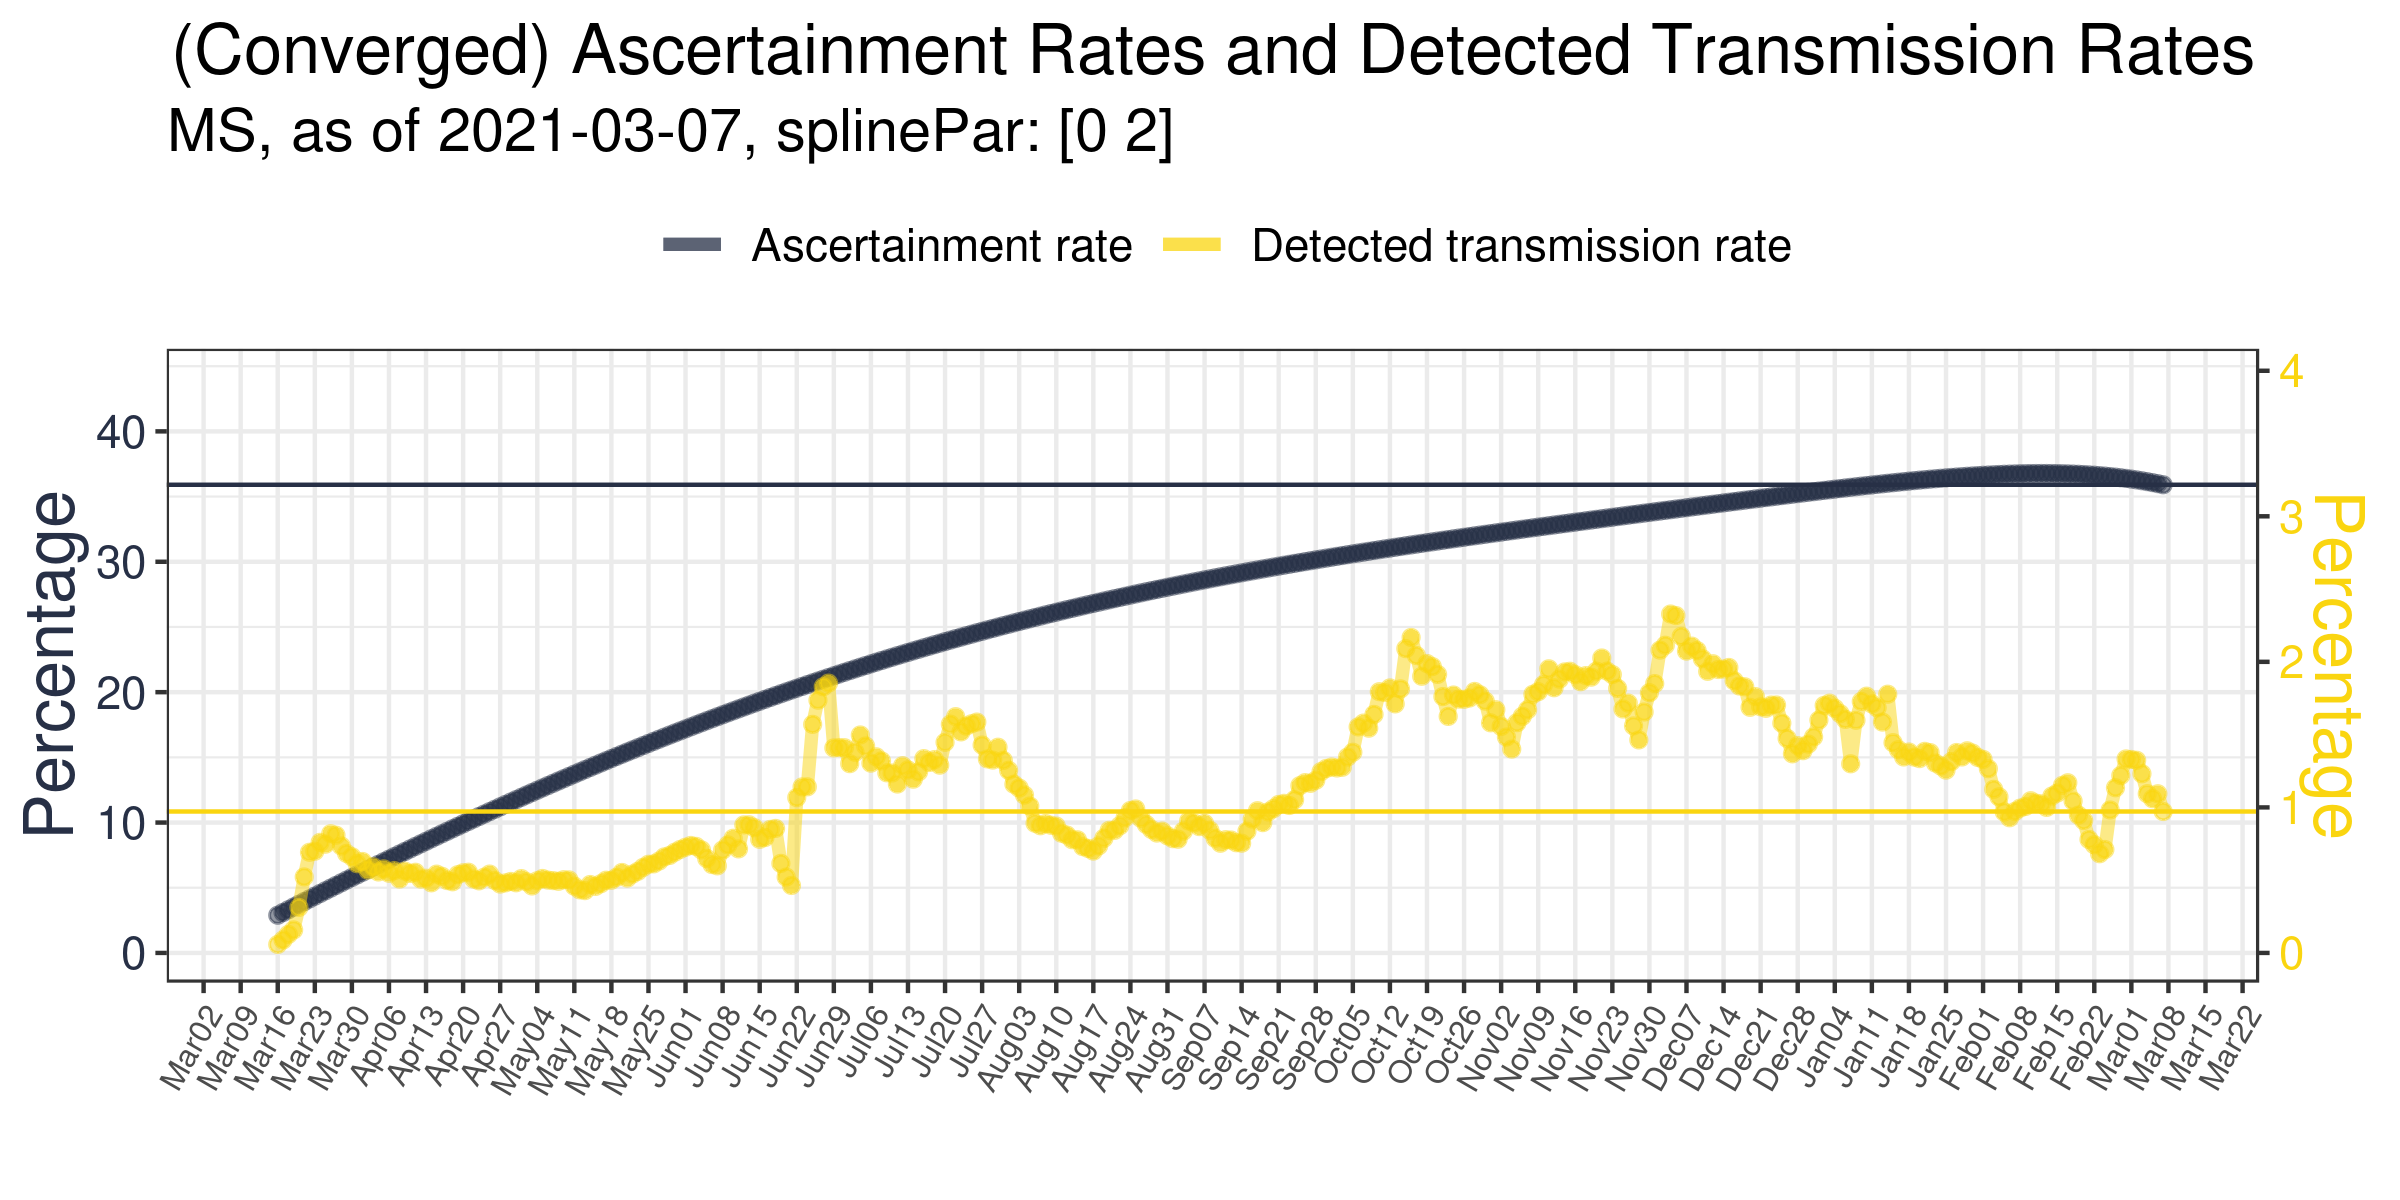 (Converged) Ascertainment Rates and Detected Transmission Rates
MS, as of 2021-03-07, splinePar: [0 2]
Ascertainment rate
Detected transmission rate
Percentage
40
30
20
10
0
4
3
2
1
0
Percentage
Mar02
Mar09
Mar16
Mar23
Mar30
Apr06
Apr13
Apr20
Apr27
May04
May11
May18
May25
Jun01
Jun08
Jun15
Jun22
Jun29
Jul06
Jul13
Jul20
Jul27
Aug03
Aug10
Aug17
Aug24
Aug31
Sep07
Sep14
Sep21
Sep28
Oct05
Oct12
Oct19
Oct26
Nov02
Nov09
Nov16
Nov23
Nov30
Dec07
Dec14
Dec21
Dec28
Dec04
Jan11
Jan18
Jan25
Feb01
Feb08
Feb15
Feb22
Mar01
Mar08
Mar15
Mar22